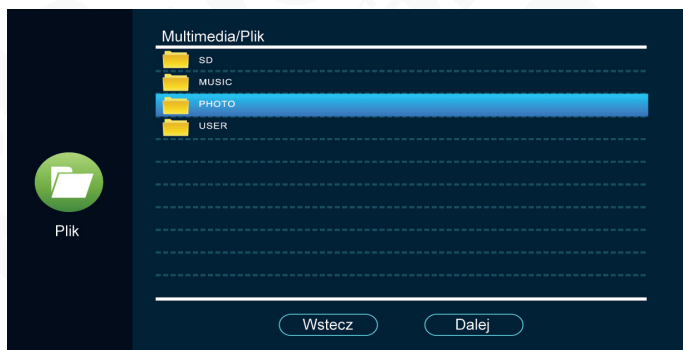 Multimedia/Plik
SD
MUSIC
PHOTO
USER
Plik
Wstecz
Dalej